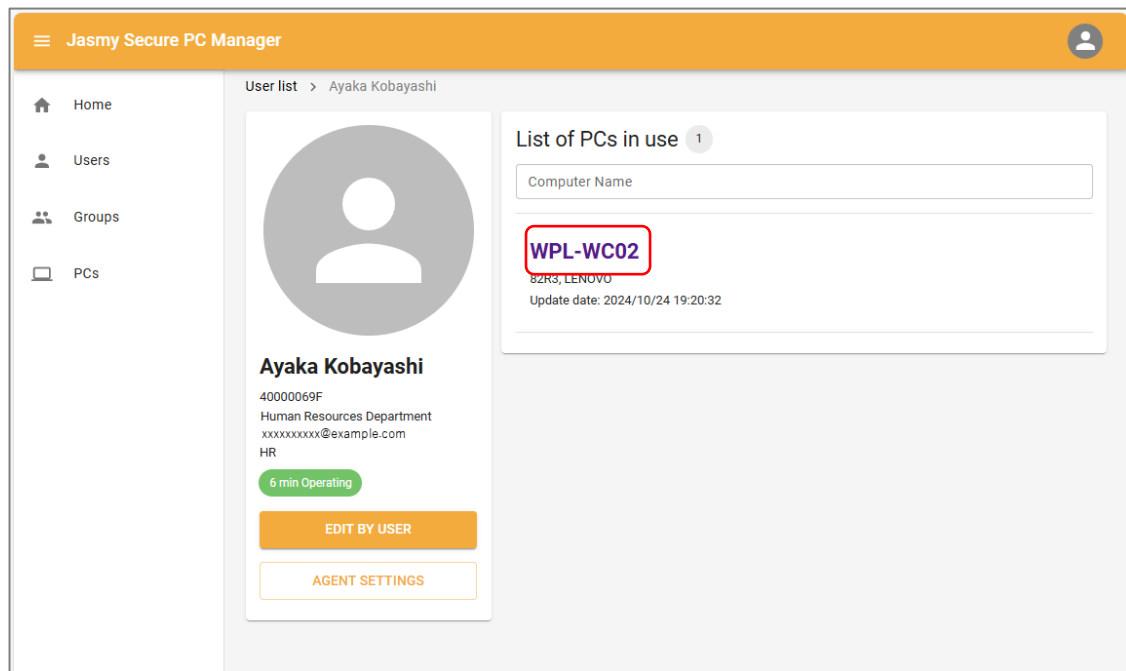 Jasmy Secure PC Manager
Home
Users
Groups
PCs
User list > Ayaka Kobayashi
Ayaka Kobayashi
40000069F
Human Resources Department
xxxxxxxxxx@example.com
HR
6 min Operating
EDIT BY USER
AGENT SETTINGS
List of PCs in use 1
Computer Name
WPL-WC02
82R3, LENOVO
Update date: 2024/10/24 19:20:32